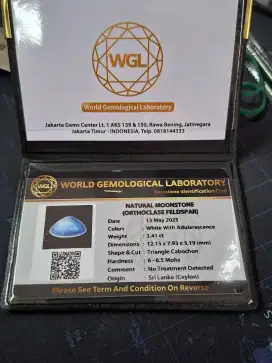 WGL
World Gemological Laboratory
Jakarta Gems Center Lt. 1 AKS 139 & 150, Rawa Bening, Jatinegara
Jakarta Timur - INDONESIA, Telp. 0818144333
WGL
WORLD GEMOLOGICAL LABORATORY
Gemstone Identification Card
NATURAL MOONSTONE
(ORTHOCLASE FELDSPAR)
Date : 13 May 2025
Colors : White With Adularescence
Weight : 3.41 ct
Dimensions : 12.13 x 7.93 x 5.19 (mm)
Shape & Cut : Triangle Cabochon
Hardness : 6 - 6.5 Mohs
Comment : No Treatment Detected
Origin : Sri Lanka (Ceylon)
Please See Term And Condition On Reverse